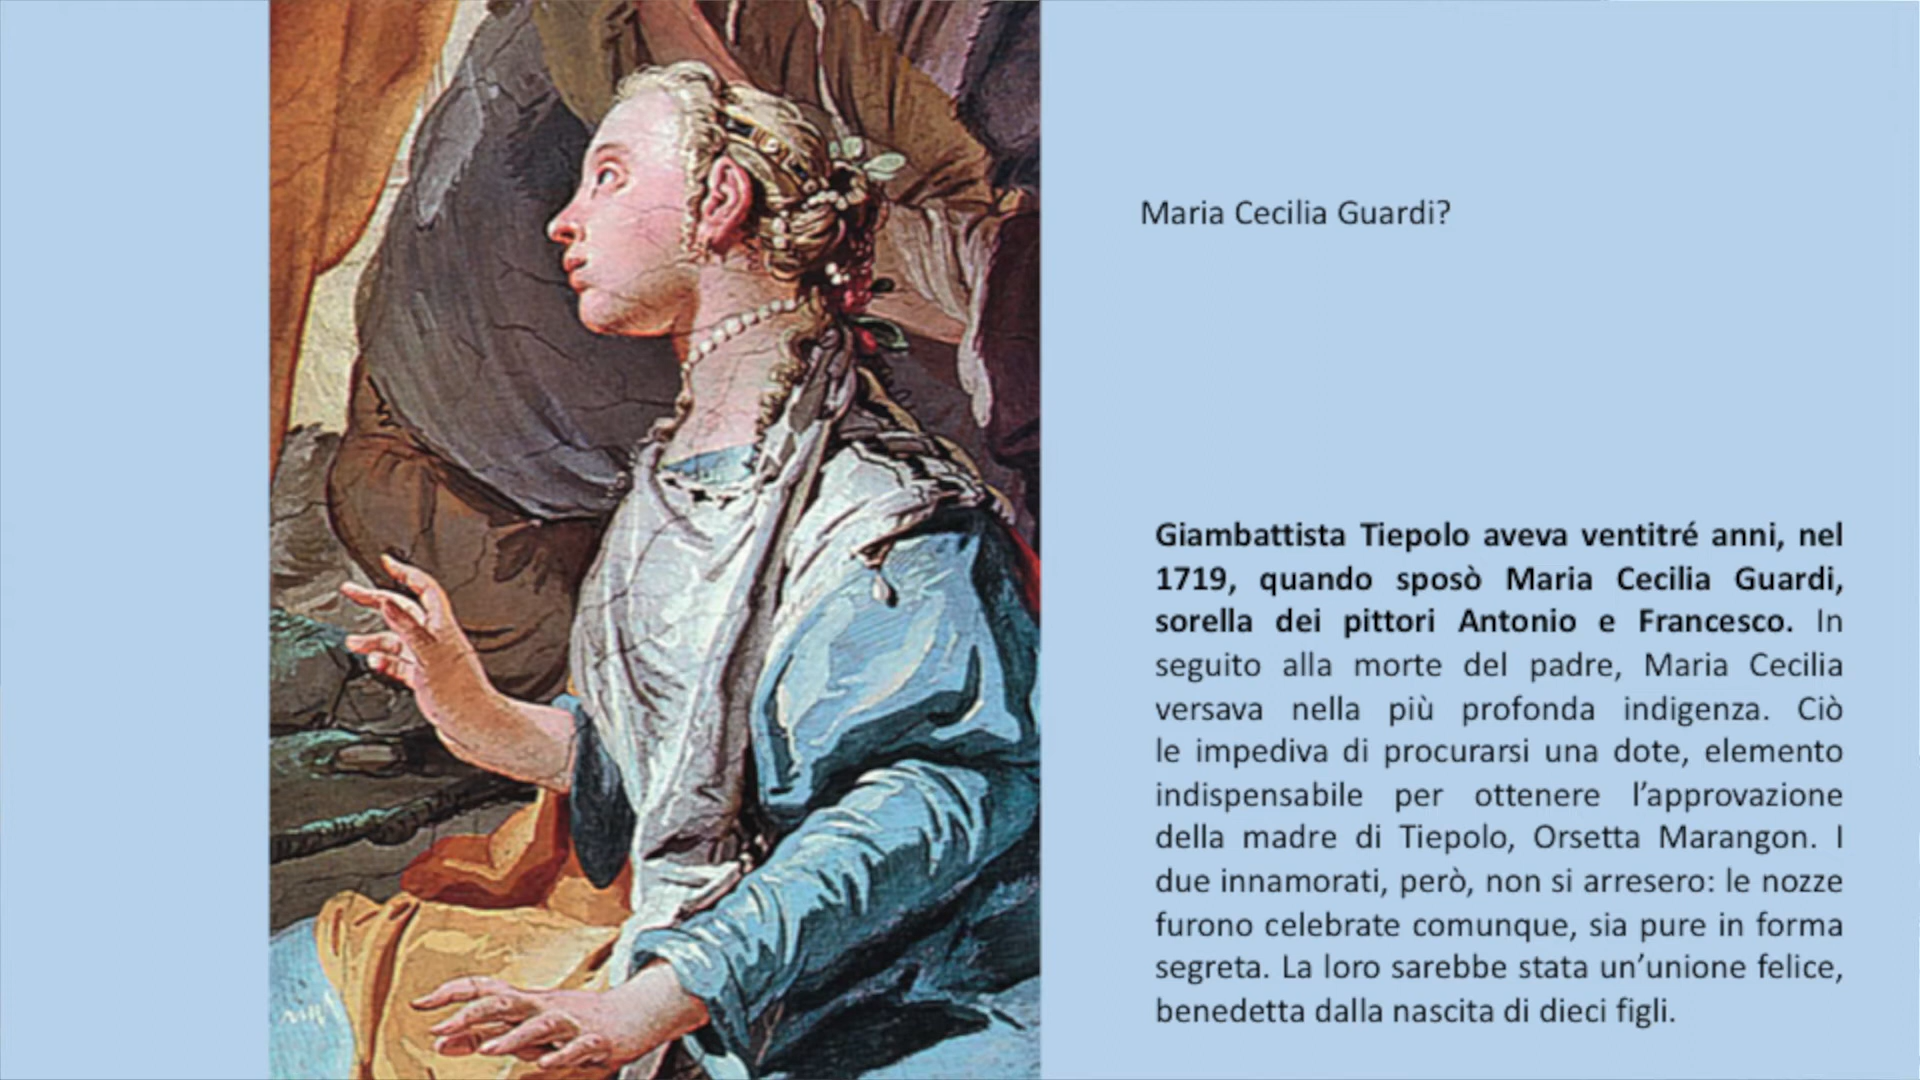 Maria Cecilia Guardi?
Giambattista Tiepolo aveva ventitré anni, nel
1719, quando sposò Maria Cecilia Guardi,
sorella dei pittori Antonio e Francesco. In
seguito alla morte del padre, Maria Cecilia
versava nella più profonda indigenza. Ciò
le impediva di procurarsi una dote, elemento
indispensabile per ottenere l’approvazione
della madre di Tiepolo, Orsetta Marangon. I
due innamorati, però, non si arresero: le nozze
furono celebrate comunque, sia pure in forma
segreta. La loro sarebbe stata un’unione felice,
benedetta dalla nascita di dieci figli.